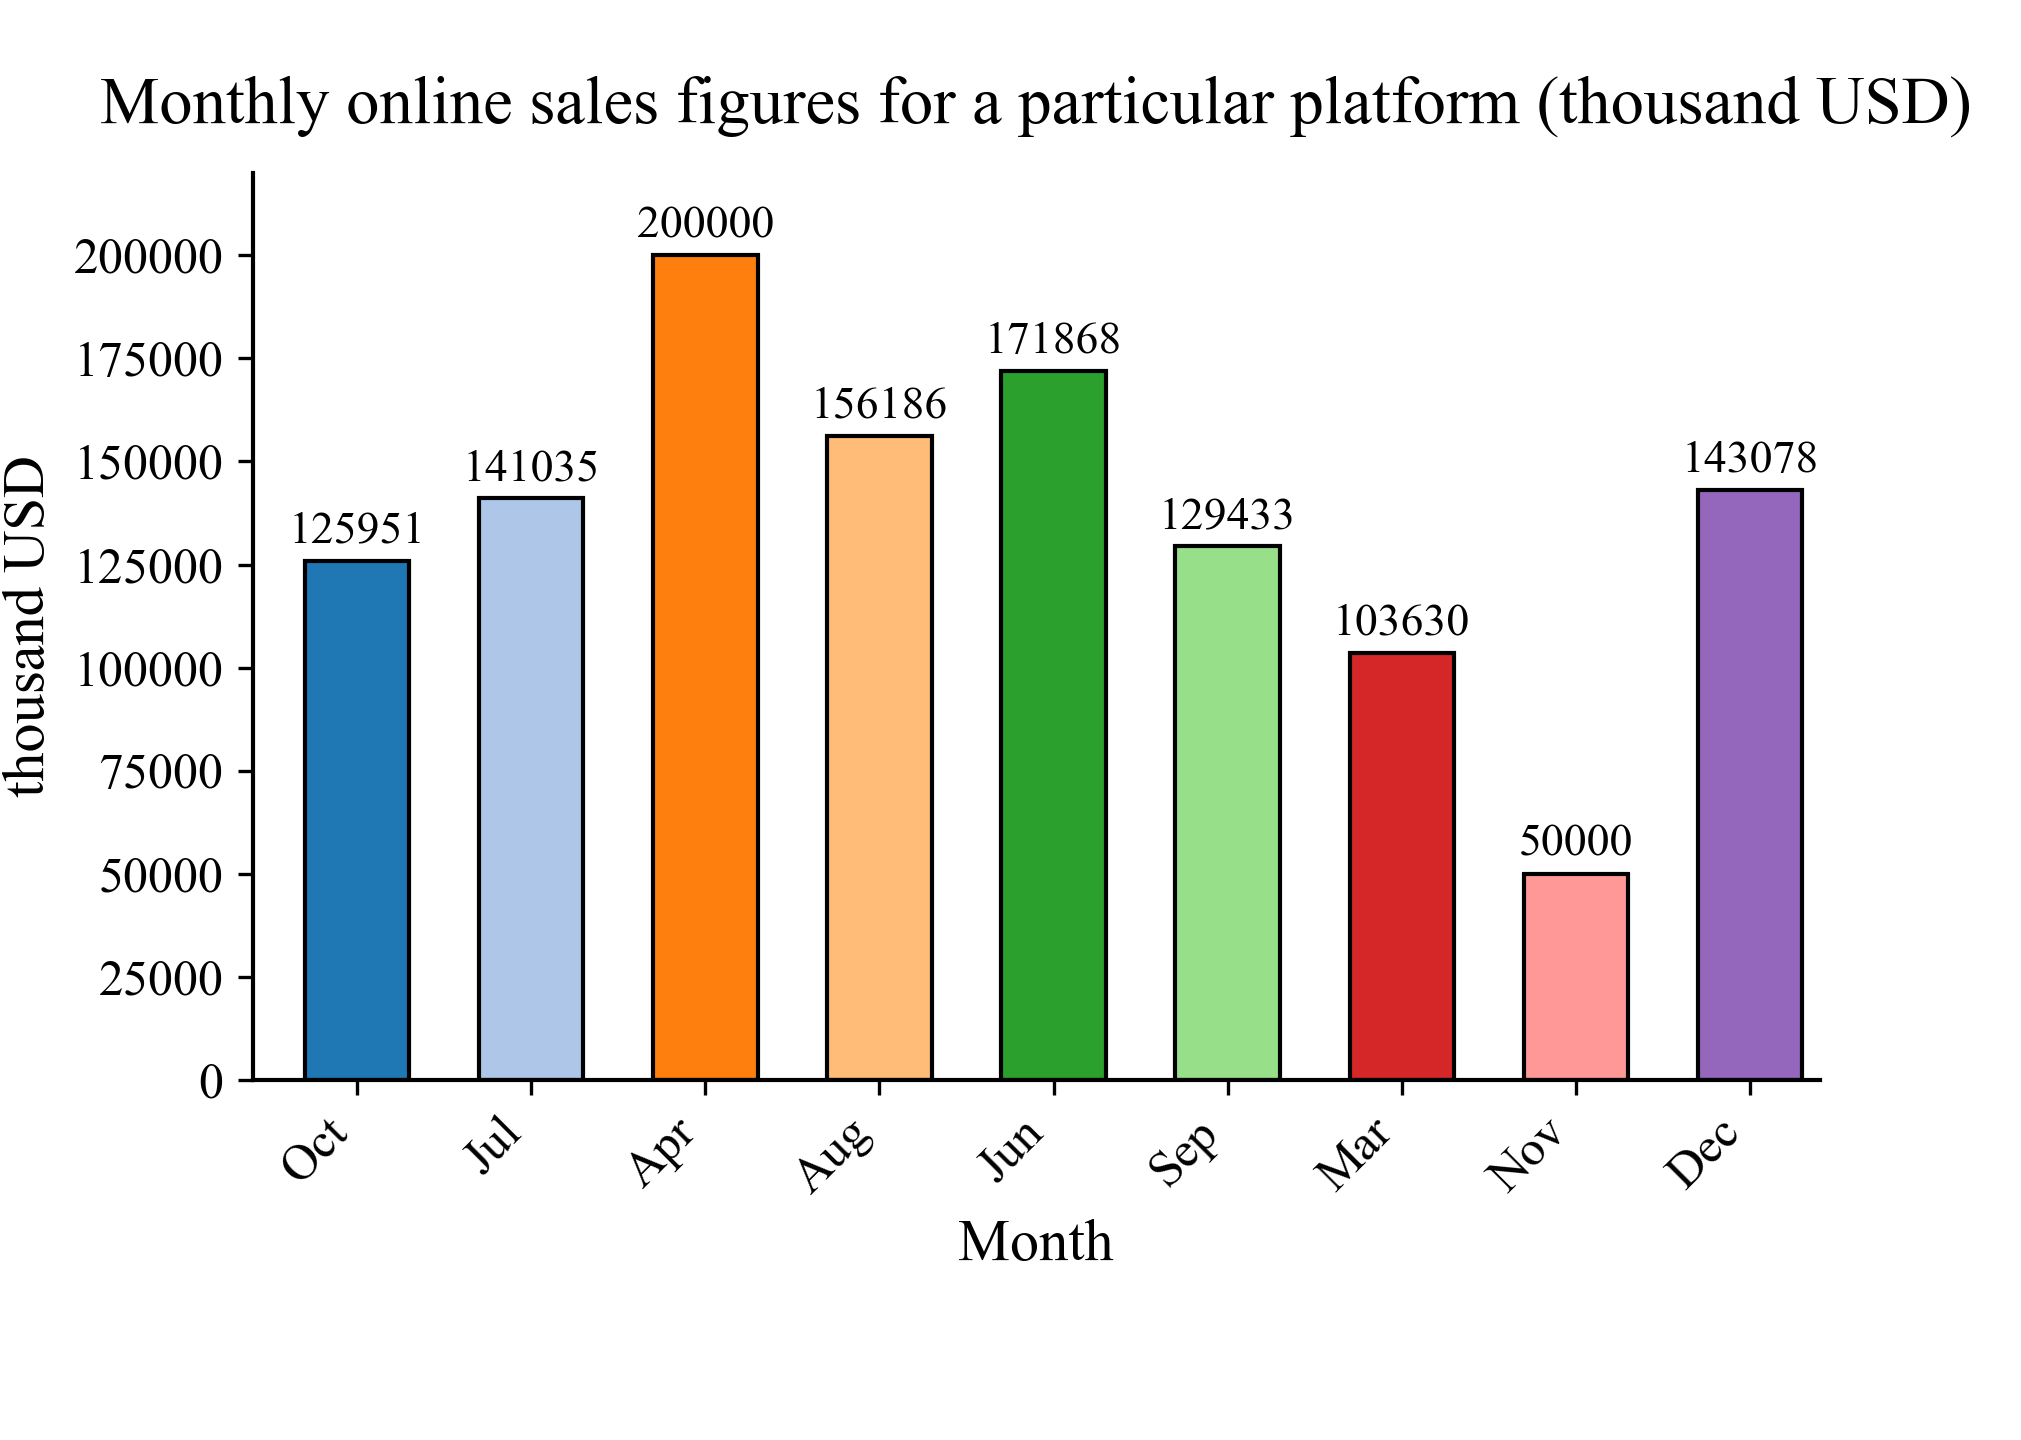 Monthly online sales figures for a particular platform (thousand USD)
thousand USD
200000
175000
150000
125000
100000
75000
50000
25000
0
125951
141035
200000
156186
171868
129433
103630
50000
143078
Oct
Jul
Apr
Aug
Jun
Sep
Mar
Nov
Dec
Month